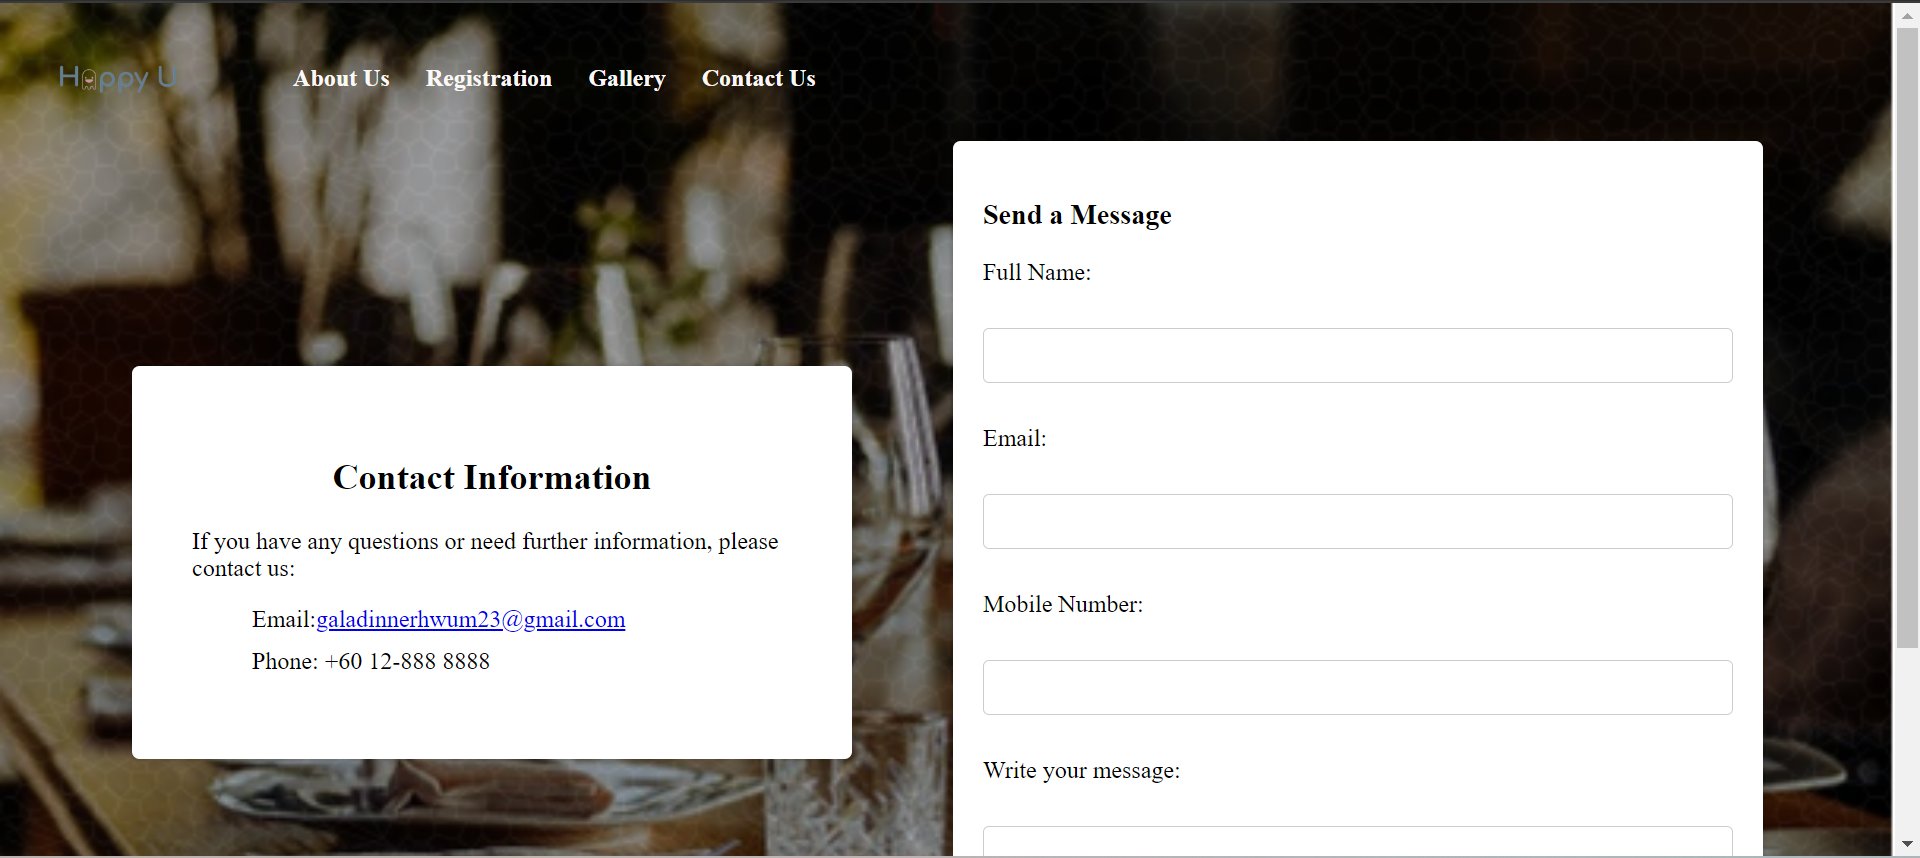 Happy U
About Us
Registration
Gallery
Contact Us
Contact Information
If you have any questions or need further information, please
contact us:
Email:galadinnerhwum23@gmail.com
Phone: +60 12-888 8888
Send a Message
Full Name:
Email:
Mobile Number:
Write your message: